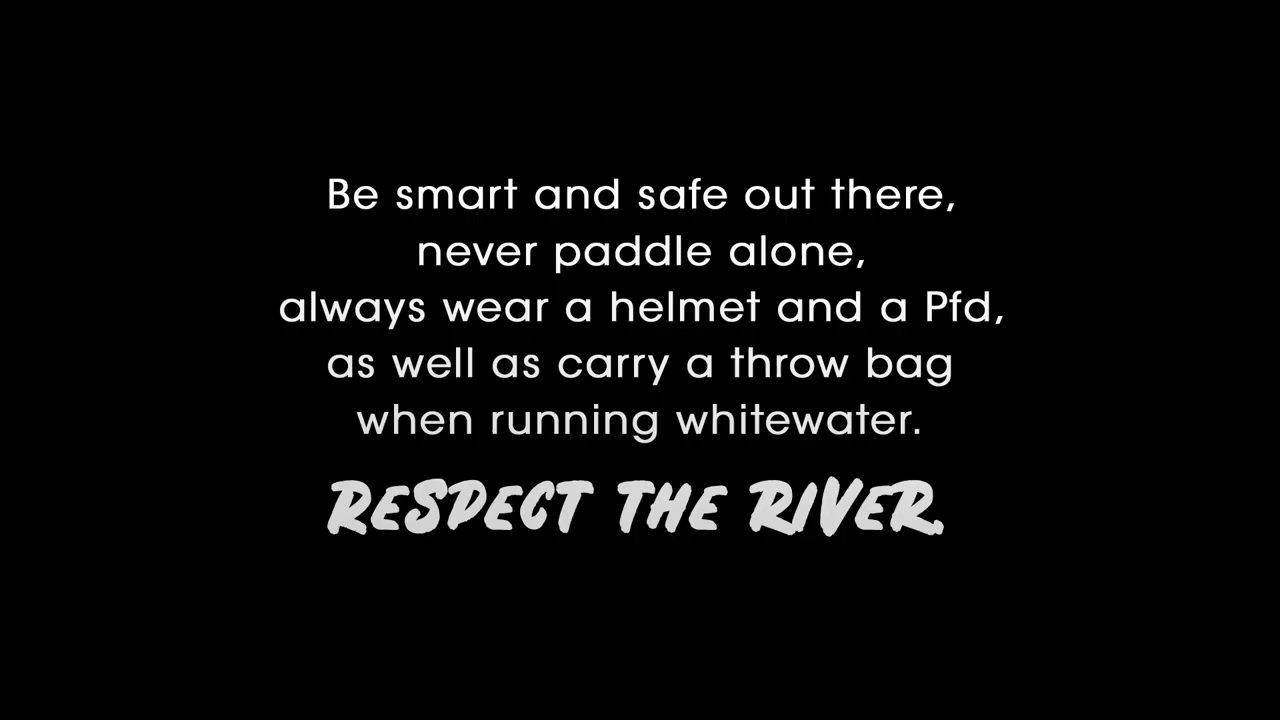 Be smart and safe out there,
never paddle alone,
always wear a helmet and a Pfd,
as well as carry a throw bag
when running whitewater.
RESPECT THE RIVER.